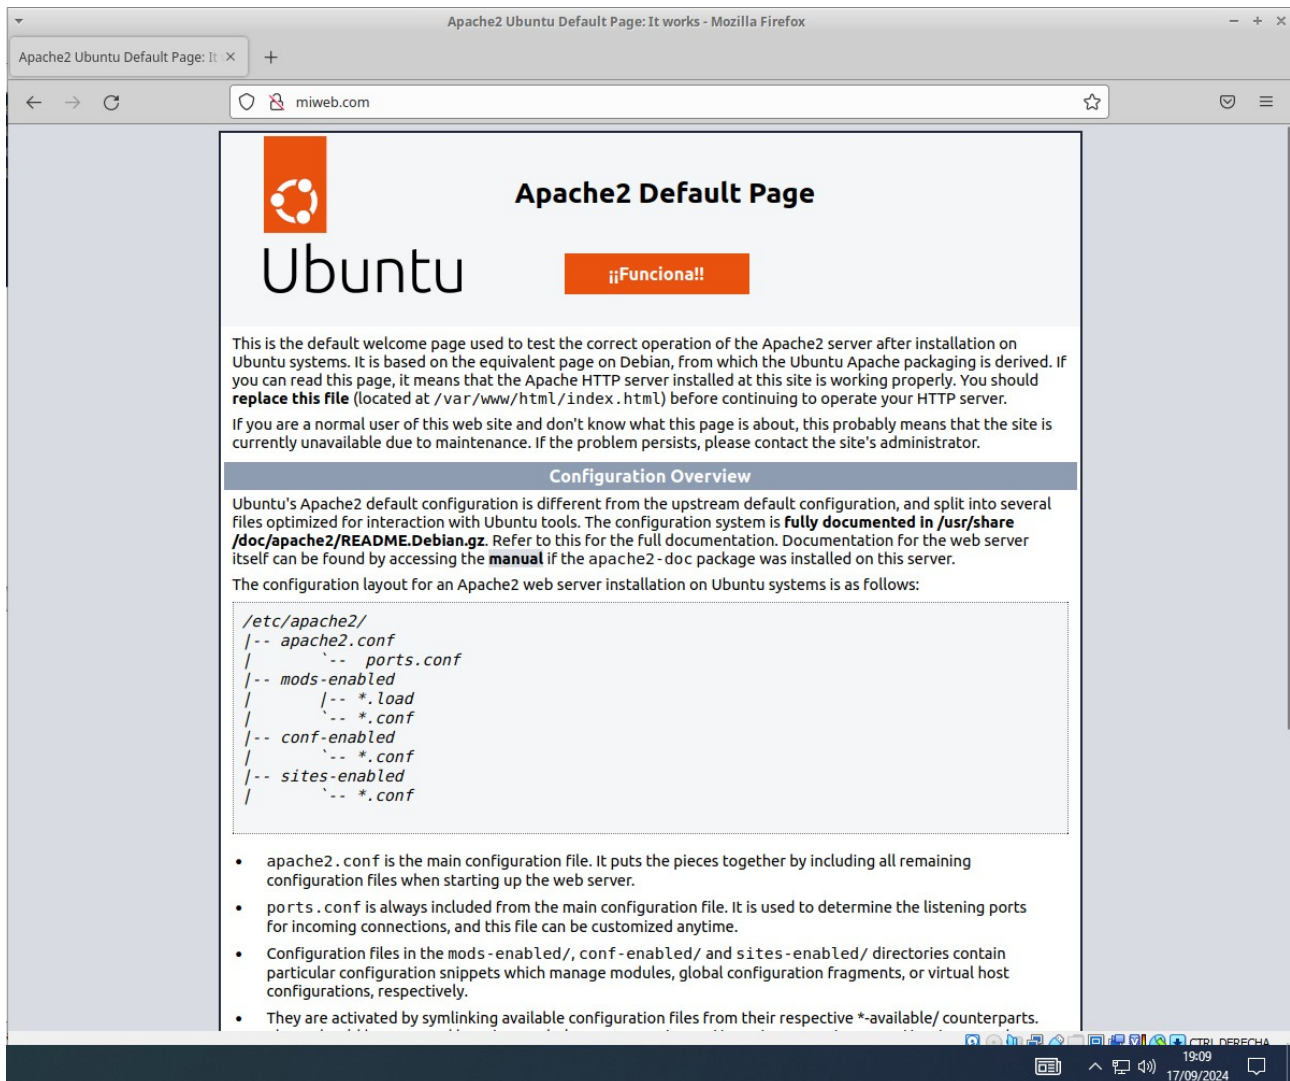 Apache2 Ubuntu Default Page: It works - Mozilla Firefox
Apache2 Ubuntu Default Page: It
miweb.com
Apache2 Default Page
Ubuntu
¡¡Funciona!!
This is the default welcome page used to test the correct operation of the Apache2 server after installation on
Ubuntu systems. It is based on the equivalent page on Debian, from which the Ubuntu Apache packaging is derived. If
you can read this page, it means that the Apache HTTP server installed at this site is working properly. You should
replace this file (located at /var/www/html/index.html) before continuing to operate your HTTP server.
If you are a normal user of this web site and don't know what this page is about, this probably means that the site is
currently unavailable due to maintenance. If the problem persists, please contact the site's administrator.
Configuration Overview
Ubuntu's Apache2 default configuration is different from the upstream default configuration, and split into several
files optimized for interaction with Ubuntu tools. The configuration system is fully documented in /usr/share
/doc/apache2/README.Debian.gz. Refer to this for the full documentation. Documentation for the web server
itself can be found by accessing the manual if the apache2-doc package was installed on this server.
The configuration layout for an Apache2 web server installation on Ubuntu systems is as follows:
/etc/apache2/
|-- apache2.conf
|       `--  ports.conf
|-- mods-enabled
|       |-- *.load
|       `-- *.conf
|-- conf-enabled
|       `-- *.conf
|-- sites-enabled
|       `-- *.conf
• apache2.conf is the main configuration file. It puts the pieces together by including all remaining
configuration files when starting up the web server.
• ports.conf is always included from the main configuration file. It is used to determine the listening ports
for incoming connections, and this file can be customized anytime.
• Configuration files in the mods-enabled/, conf-enabled/ and sites-enabled/ directories contain
particular configuration snippets which manage modules, global configuration fragments, or virtual host
configurations, respectively.
• They are activated by symlinking available configuration files from their respective *-available/ counterparts.
CTRL DERECHA
19:09
17/09/2024